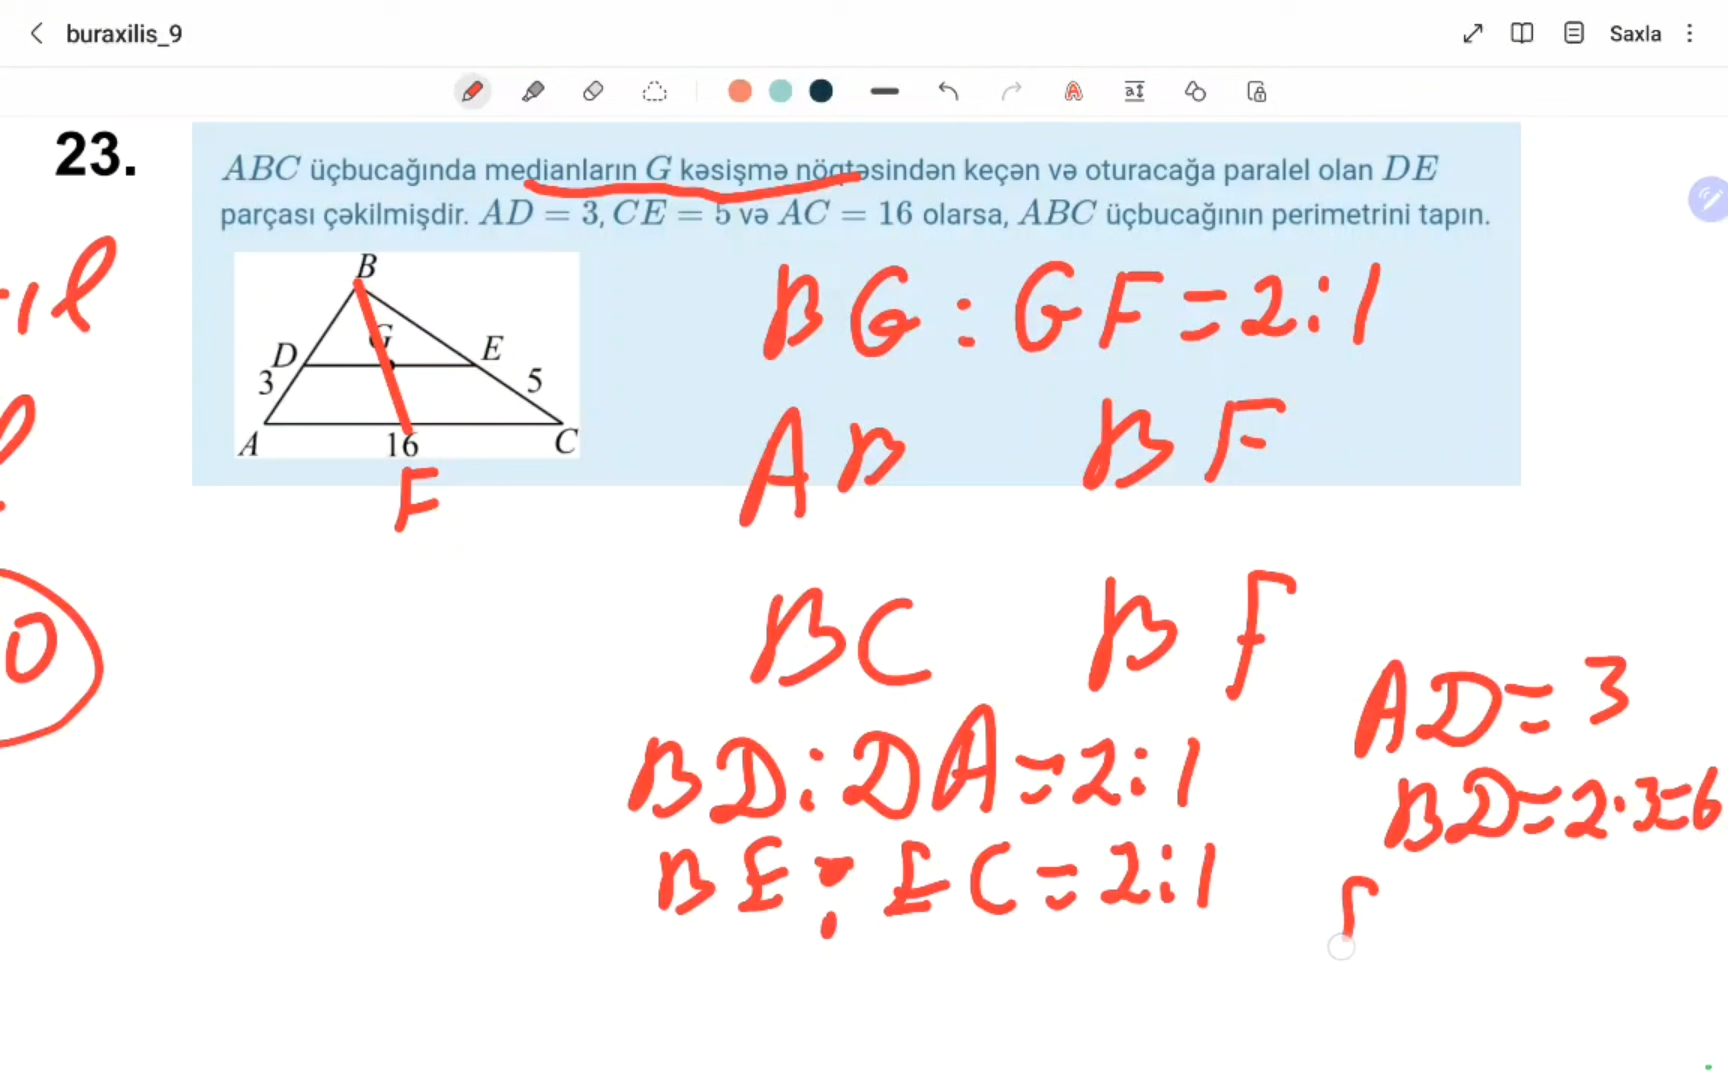 buraxilis_9
Saxla
23.
ABC üçbucağında medianların G kəsişmə nöqtəsindən keçən və oturacağa paralel olan DE
parçası çəkilmişdir. AD = 3, CE = 5 və AC = 16 olarsa, ABC üçbucağının perimetrini tapın.
B
G
D
E
3
5
A
16
C
F
BG : GF = 2:1
AB BF
BC BF
AD = 3
BD : DA = 2:1
BD = 2·3=6
BE : EC = 2:1